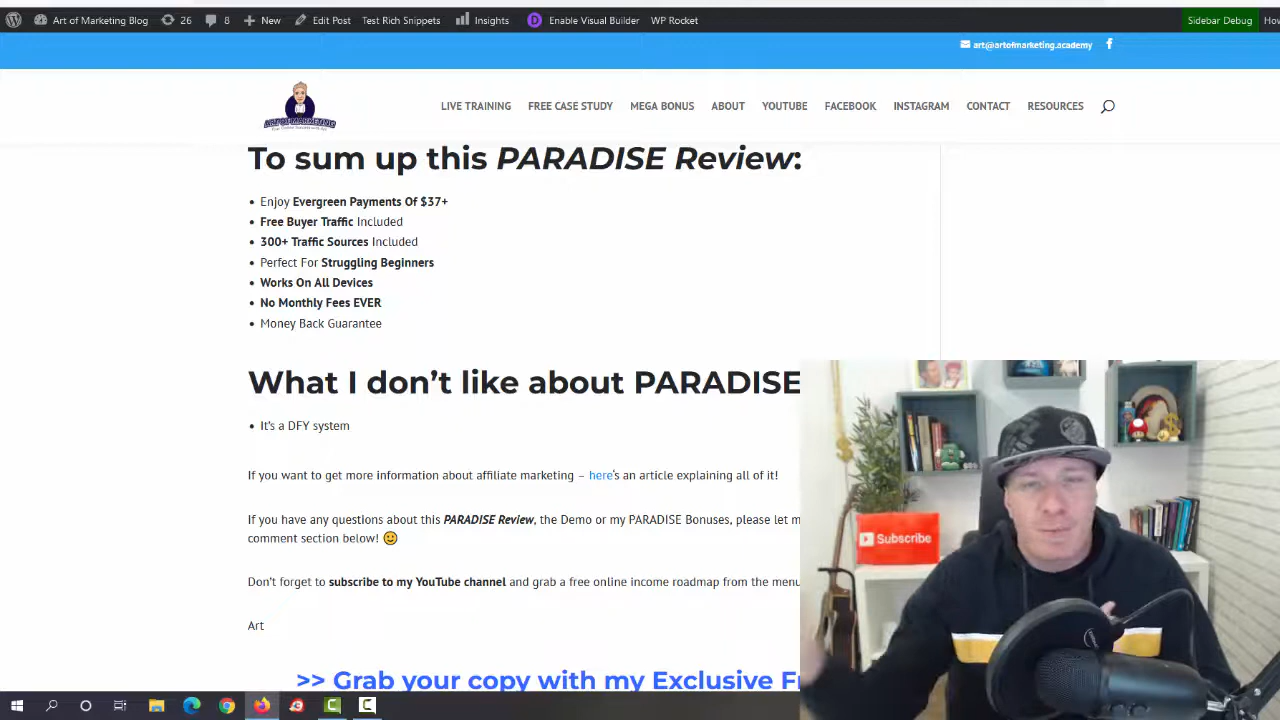 Art of Marketing Blog 26 8 New Edit Post Test Rich Snippets Insights D Enable Visual Builder WP Rocket Sidebar Debug How
art@artofmarketing.academy
ART OF MARKETING
LIVE TRAINING FREE CASE STUDY MEGA BONUS ABOUT YOUTUBE FACEBOOK INSTAGRAM CONTACT RESOURCES
To sum up this PARADISE Review:
• Enjoy Evergreen Payments Of $37+
• Free Buyer Traffic Included
• 300+ Traffic Sources Included
• Perfect For Struggling Beginners
• Works On All Devices
• No Monthly Fees EVER
• Money Back Guarantee
What I don’t like about PARADISE
• It’s a DFY system
If you want to get more information about affiliate marketing – here‘s an article explaining all of it!
If you have any questions about this PARADISE Review, the Demo or my PARADISE Bonuses, please let m
comment section below! 🙂
Don’t forget to subscribe to my YouTube channel and grab a free online income roadmap from the menu
Art
>> Grab your copy with my Exclusive Fr
Subscribe